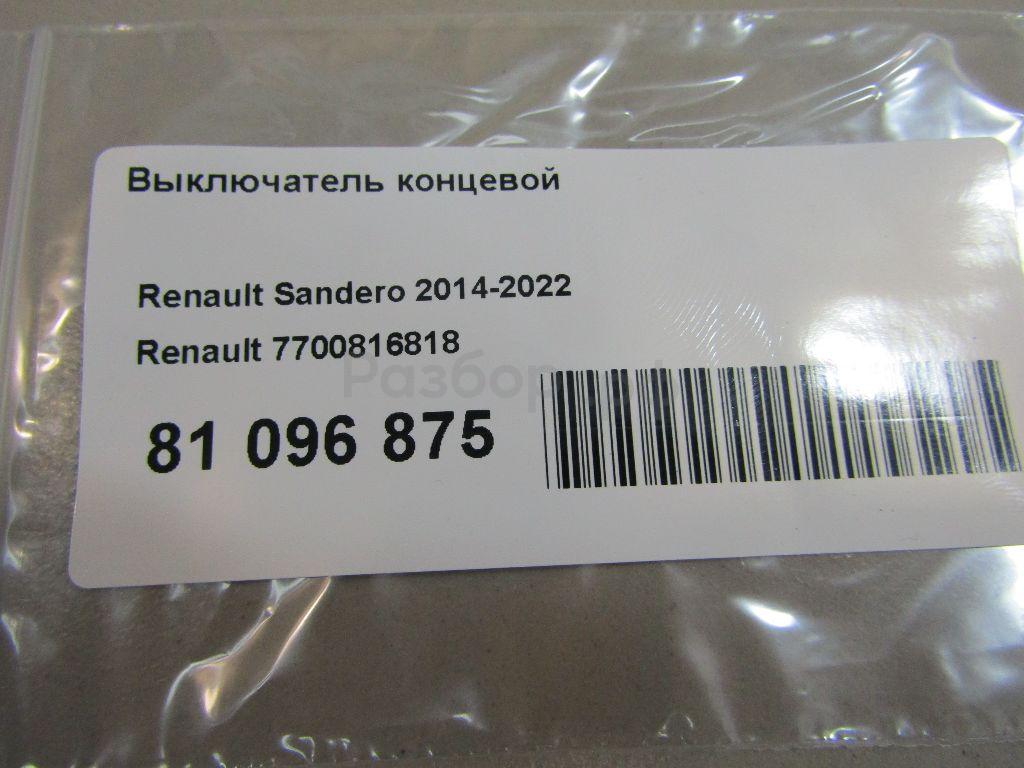 Выключатель концевой
Renault Sandero 2014-2022
Renault 7700816818
81 096 875